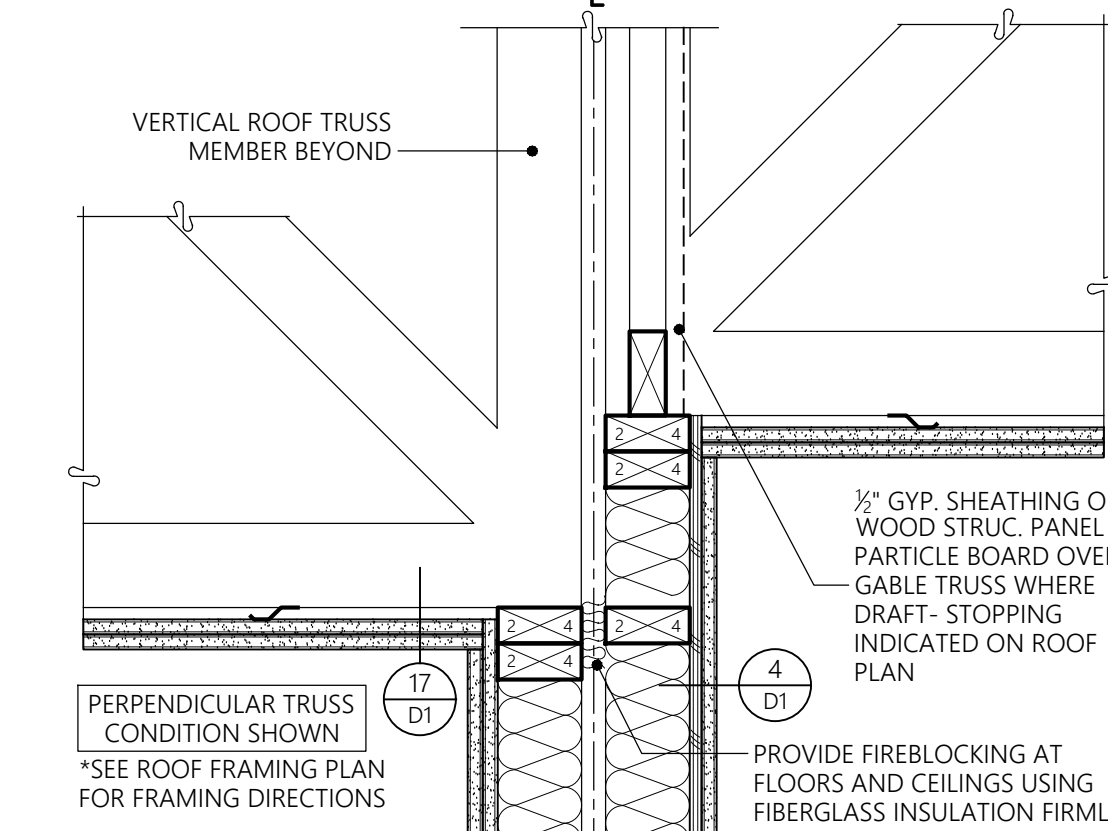 VERTICAL ROOF TRUSS
MEMBER BEYOND
2 4
2 4
½" GYP. SHEATHING O
WOOD STRUC. PANEL
PARTICLE BOARD OVE
GABLE TRUSS WHERE
DRAFT- STOPPING
INDICATED ON ROOF
PLAN
2 4
2 4
2 4
17
D1
4
D1
PERPENDICULAR TRUSS
CONDITION SHOWN
*SEE ROOF FRAMING PLAN
FOR FRAMING DIRECTIONS
PROVIDE FIREBLOCKING AT
FLOORS AND CEILINGS USING
FIBERGLASS INSULATION FIRML